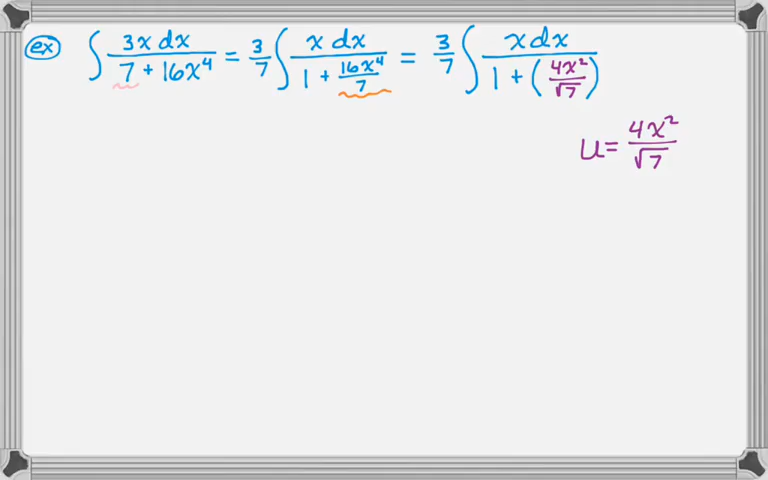 ex ∫ 3x dx / 7 + 16x⁴ = 3/7 ∫ x dx / 1 + 16x⁴/7 = 3/7 ∫ x dx / 1 + (4x²/√7)
u = 4x²/√7